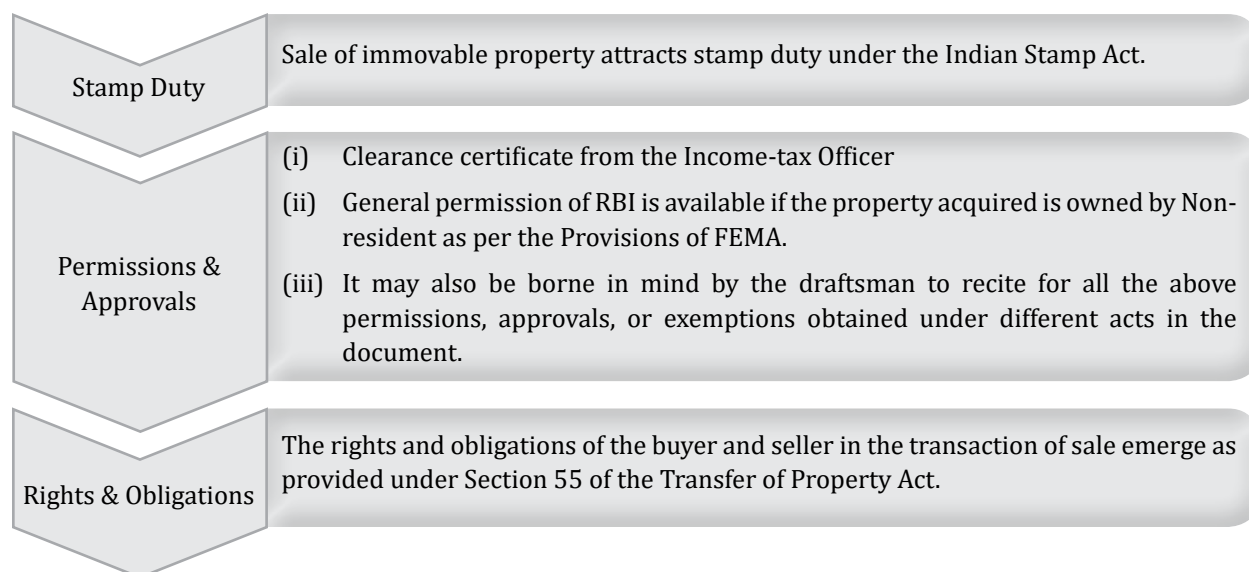 Stamp Duty
Sale of immovable property attracts stamp duty under the Indian Stamp Act.
Permissions &
Approvals
(i) Clearance certificate from the Income-tax Officer
(ii) General permission of RBI is available if the property acquired is owned by Non-
resident as per the Provisions of FEMA.
(iii) It may also be borne in mind by the draftsman to recite for all the above
permissions, approvals, or exemptions obtained under different acts in the
document.
Rights & Obligations
The rights and obligations of the buyer and seller in the transaction of sale emerge as
provided under Section 55 of the Transfer of Property Act.